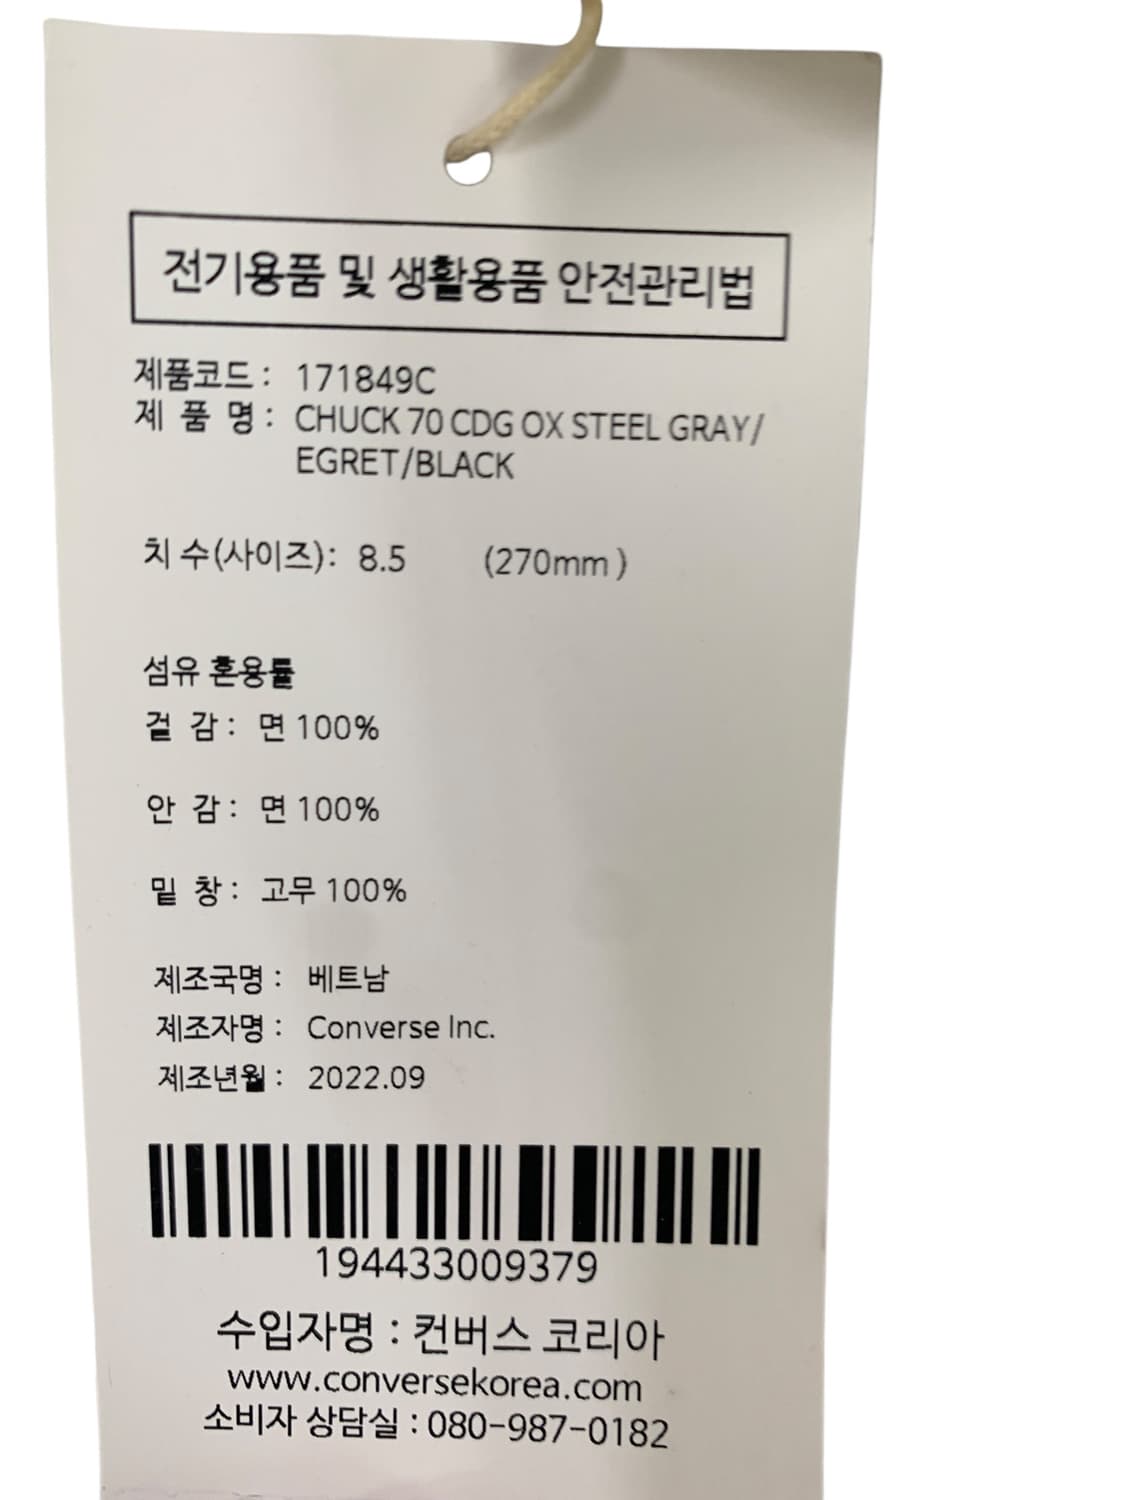 전기용품 및 생활용품 안전관리법
제품코드 : 171849C
제 품 명 : CHUCK 70 CDG OX STEEL GRAY/
EGRET/BLACK
치 수(사이즈) : 8.5 (270mm )
섬유 혼용률
겉 감 : 면 100%
안 감 : 면 100%
밑 창 : 고무 100%
제조국명 : 베트남
제조자명 : Converse Inc.
제조년월 : 2022.09
194433009379
수입자명 : 컨버스 코리아
www.conversekorea.com
소비자 상담실 : 080-987-0182